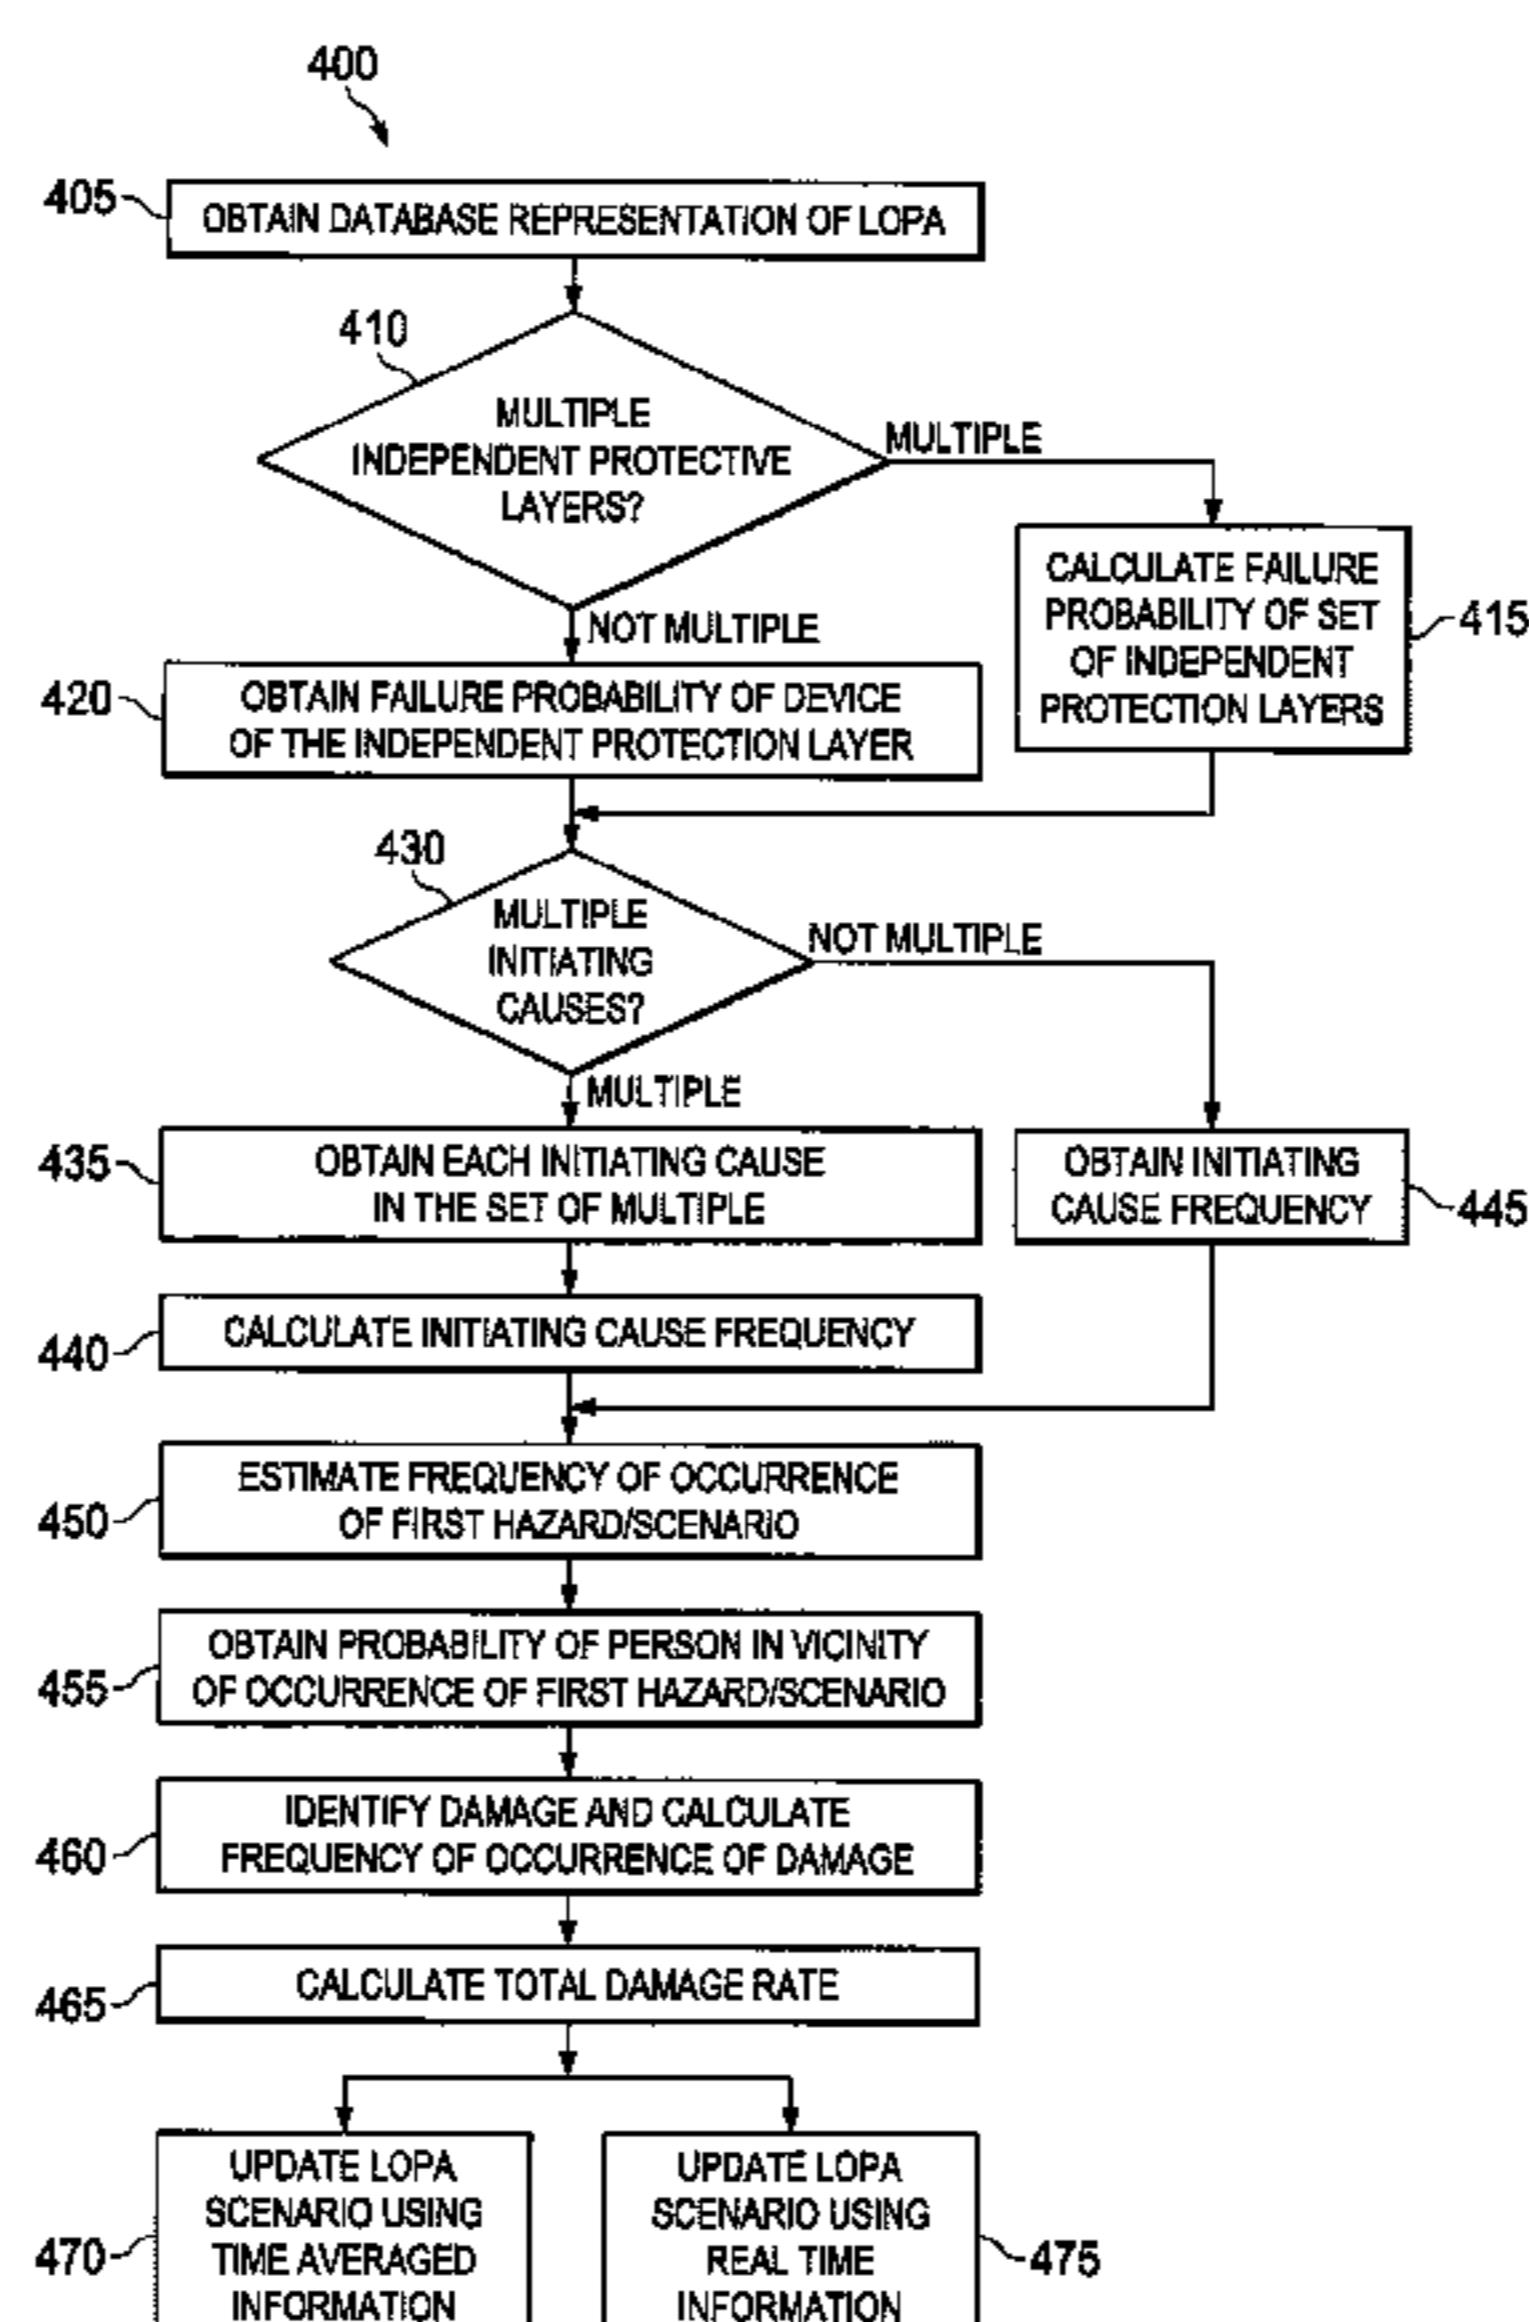 400
405
OBTAIN DATABASE REPRESENTATION OF LOPA
410
MULTIPLE
INDEPENDENT PROTECTIVE
LAYERS?
MULTIPLE
CALCULATE FAILURE
PROBABILITY OF SET
OF INDEPENDENT
PROTECTION LAYERS
415
NOT MULTIPLE
420
OBTAIN FAILURE PROBABILITY OF DEVICE
OF THE INDEPENDENT PROTECTION LAYER
430
MULTIPLE
INITIATING
CAUSES?
NOT MULTIPLE
MULTIPLE
435
OBTAIN EACH INITIATING CAUSE
IN THE SET OF MULTIPLE
OBTAIN INITIATING
CAUSE FREQUENCY
445
440
CALCULATE INITIATING CAUSE FREQUENCY
450
ESTIMATE FREQUENCY OF OCCURRENCE
OF FIRST HAZARD/SCENARIO
455
OBTAIN PROBABILITY OF PERSON IN VICINITY
OF OCCURRENCE OF FIRST HAZARD/SCENARIO
460
IDENTIFY DAMAGE AND CALCULATE
FREQUENCY OF OCCURRENCE OF DAMAGE
465
CALCULATE TOTAL DAMAGE RATE
470
UPDATE LOPA
SCENARIO USING
TIME AVERAGED
INFORMATION
UPDATE LOPA
SCENARIO USING
REAL TIME
INFORMATION
475